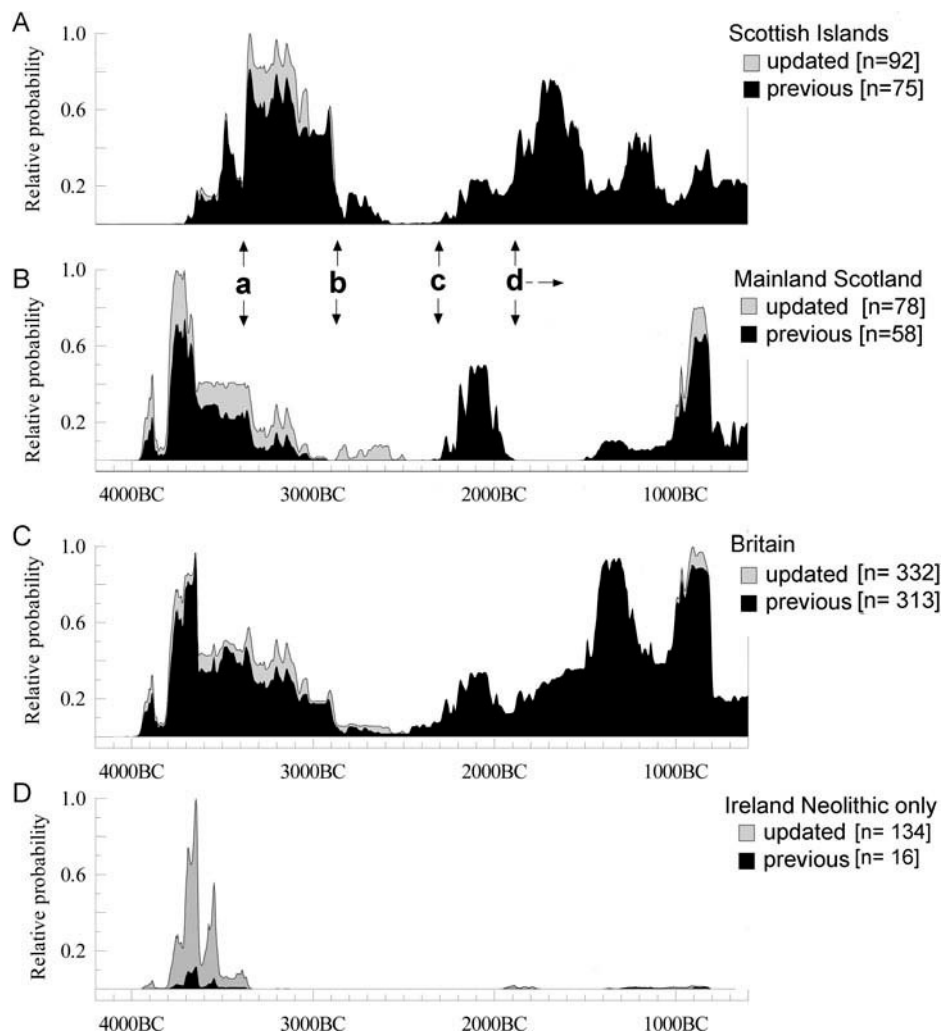 A
Scottish Islands
updated [n=92]
previous [n=75]
Relative probability
1.0
0.6
0.2
a b c d
B
Mainland Scotland
updated [n=78]
previous [n=58]
Relative probability
1.0
0.6
0.2
4000BC 3000BC 2000BC 1000BC
C
Britain
updated [n= 332]
previous [n= 313]
Relative probability
1.0
0.6
0.2
4000BC 3000BC 2000BC 1000BC
D
Ireland Neolithic only
updated [n= 134]
previous [n= 16]
Relative probability
1.0
0.6
0.2
4000BC 3000BC 2000BC 1000BC